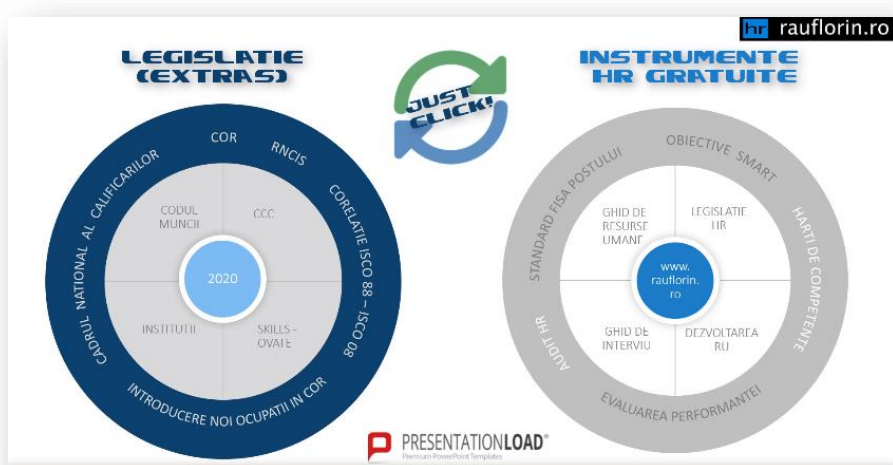 hr rauflorin.ro
LEGISLATIE
(EXTRAS)
JUST
CLICK!
INSTRUMENTE
HR GRATUITE
CADRUL NATIONAL AL CALIFICARILOR
COR
RNCIS
CORELATIE ISCO 88 – ISCO 08
INTRODUCERE NOI OCUPATII IN COR
CODUL
MUNCII
CCC
2020
INSTITUTII
SKILLS -
OVATE
STANDARD FISA POSTULUI
OBIECTIVE SMART
HARTI DE COMPETENTE
EVALUAREA PERFORMANTEI
AUDIT HR
GHID DE
RESURSE
UMANE
LEGISLATIE
HR
www.
rauflorin.
ro
GHID DE
INTERVIU
DEZVOLTAREA
RU
PRESENTATIONLOAD®
Premium PowerPoint Templates